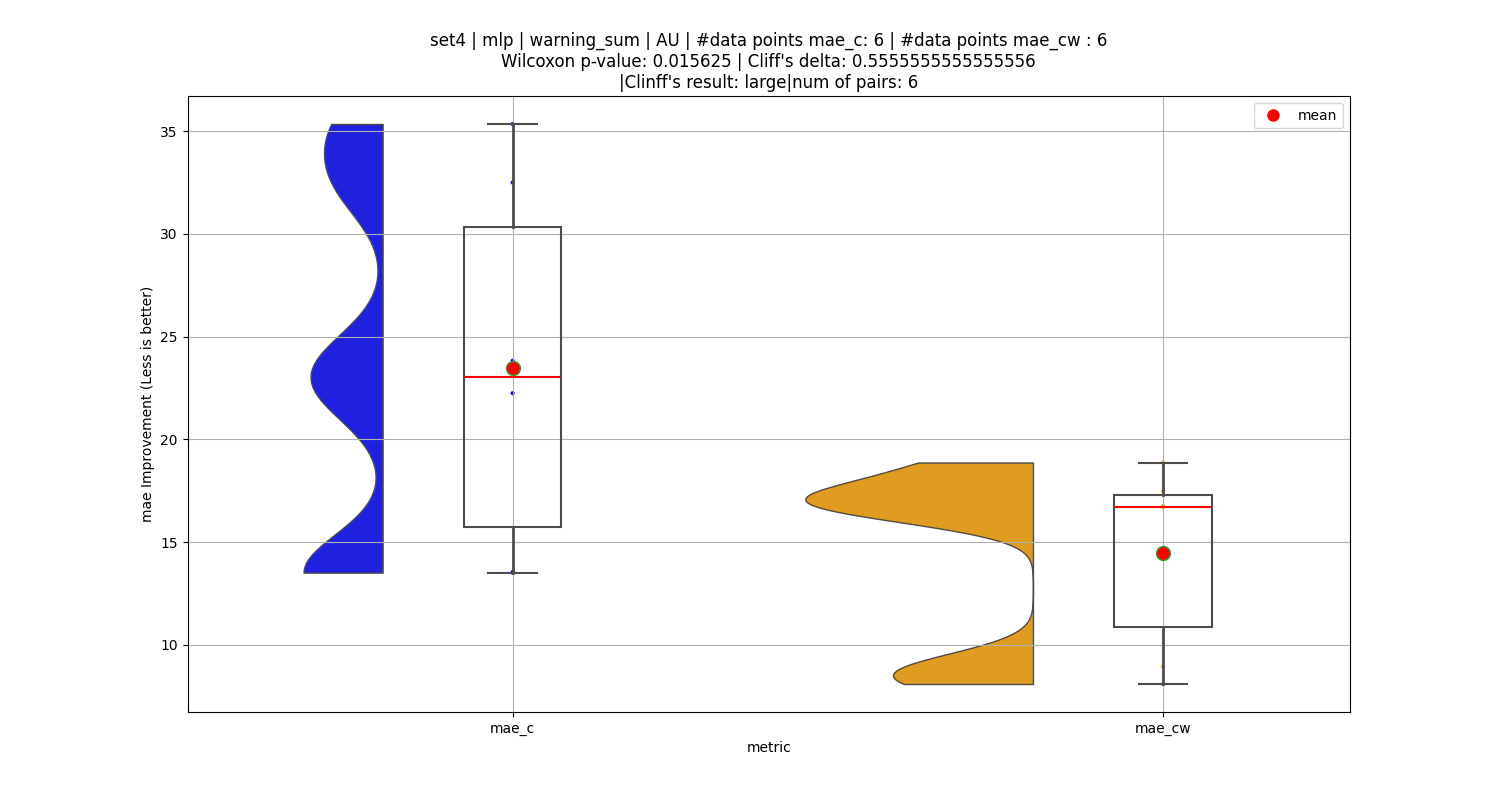 set4 | mlp | warning_sum | AU | #data points mae_c: 6 | #data points mae_cw : 6
Wilcoxon p-value: 0.015625 | Cliff's delta: 0.5555555555555556
|Clinff's result: large|num of pairs: 6
mean
35
30
25
20
15
10
mae Improvement (Less is better)
mae_c
mae_cw
metric